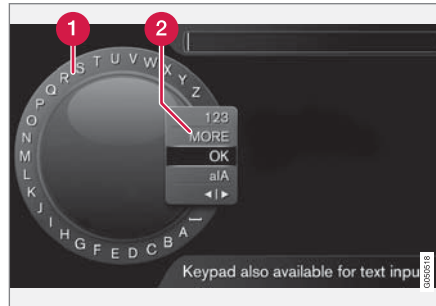 1
2
A B C D E F G H I J K L M N O P Q R S T U V W X Y Z
123
MORE
OK
a|A
◄|►
Keypad also available for text inpu
G050518